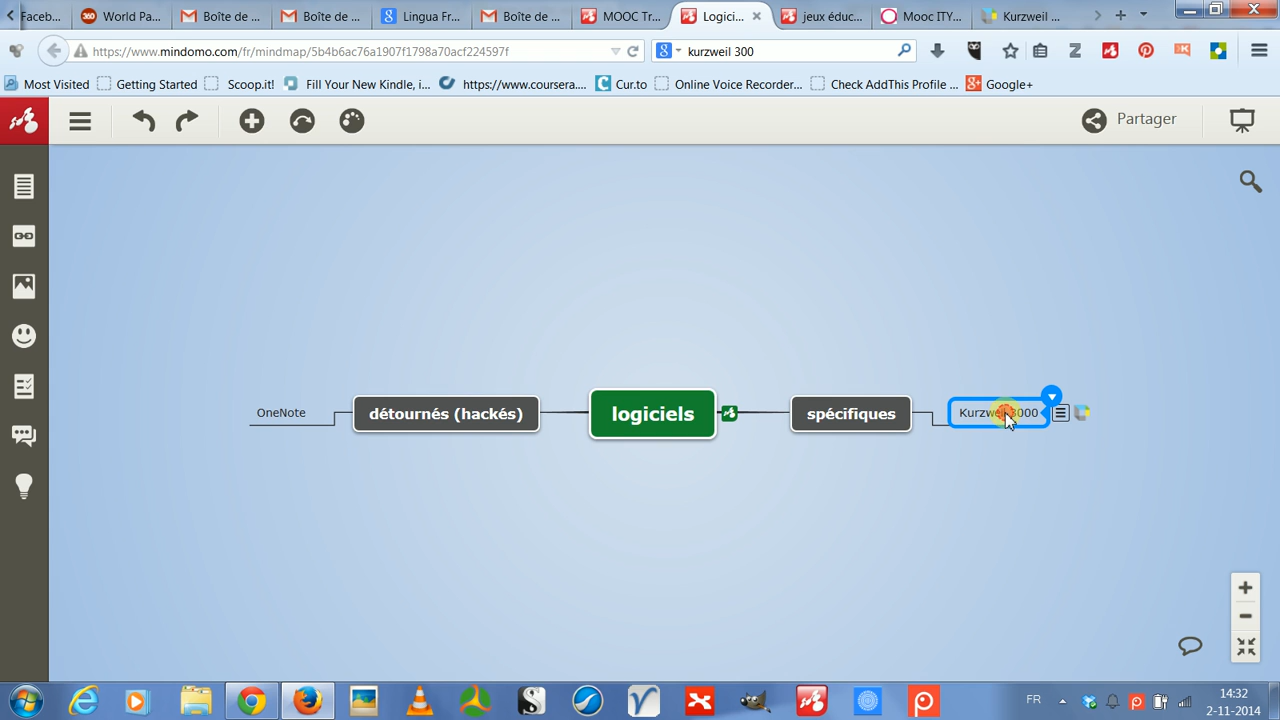 Faceb...
World Pa...
Boîte de ...
Boîte de ...
Lingua Fr...
Boîte de ...
MOOC Tr...
Logici...
jeux éduc...
Mooc ITY...
Kurzweil ...
https://www.mindomo.com/fr/mindmap/5b4b6ac76a1907f1798a70acf224597f
kurzweil 300
Most Visited
Getting Started
Scoop.it!
Fill Your New Kindle, i...
https://www.coursera....
Cur.to
Online Voice Recorder...
Check AddThis Profile ...
Google+
Partager
OneNote
détournés (hackés)
logiciels
spécifiques
Kurzweil 3000
FR
14:32
2-11-2014